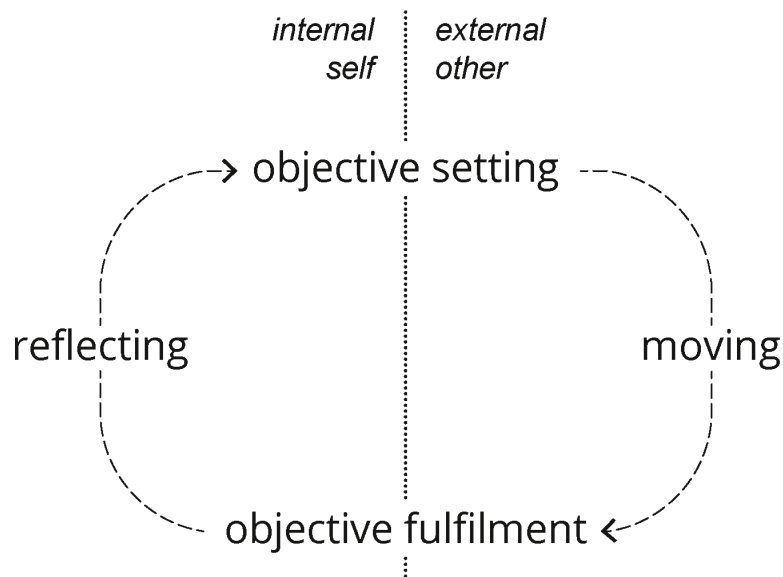 internal external
self other
objective setting
reflecting moving
objective fulfilment